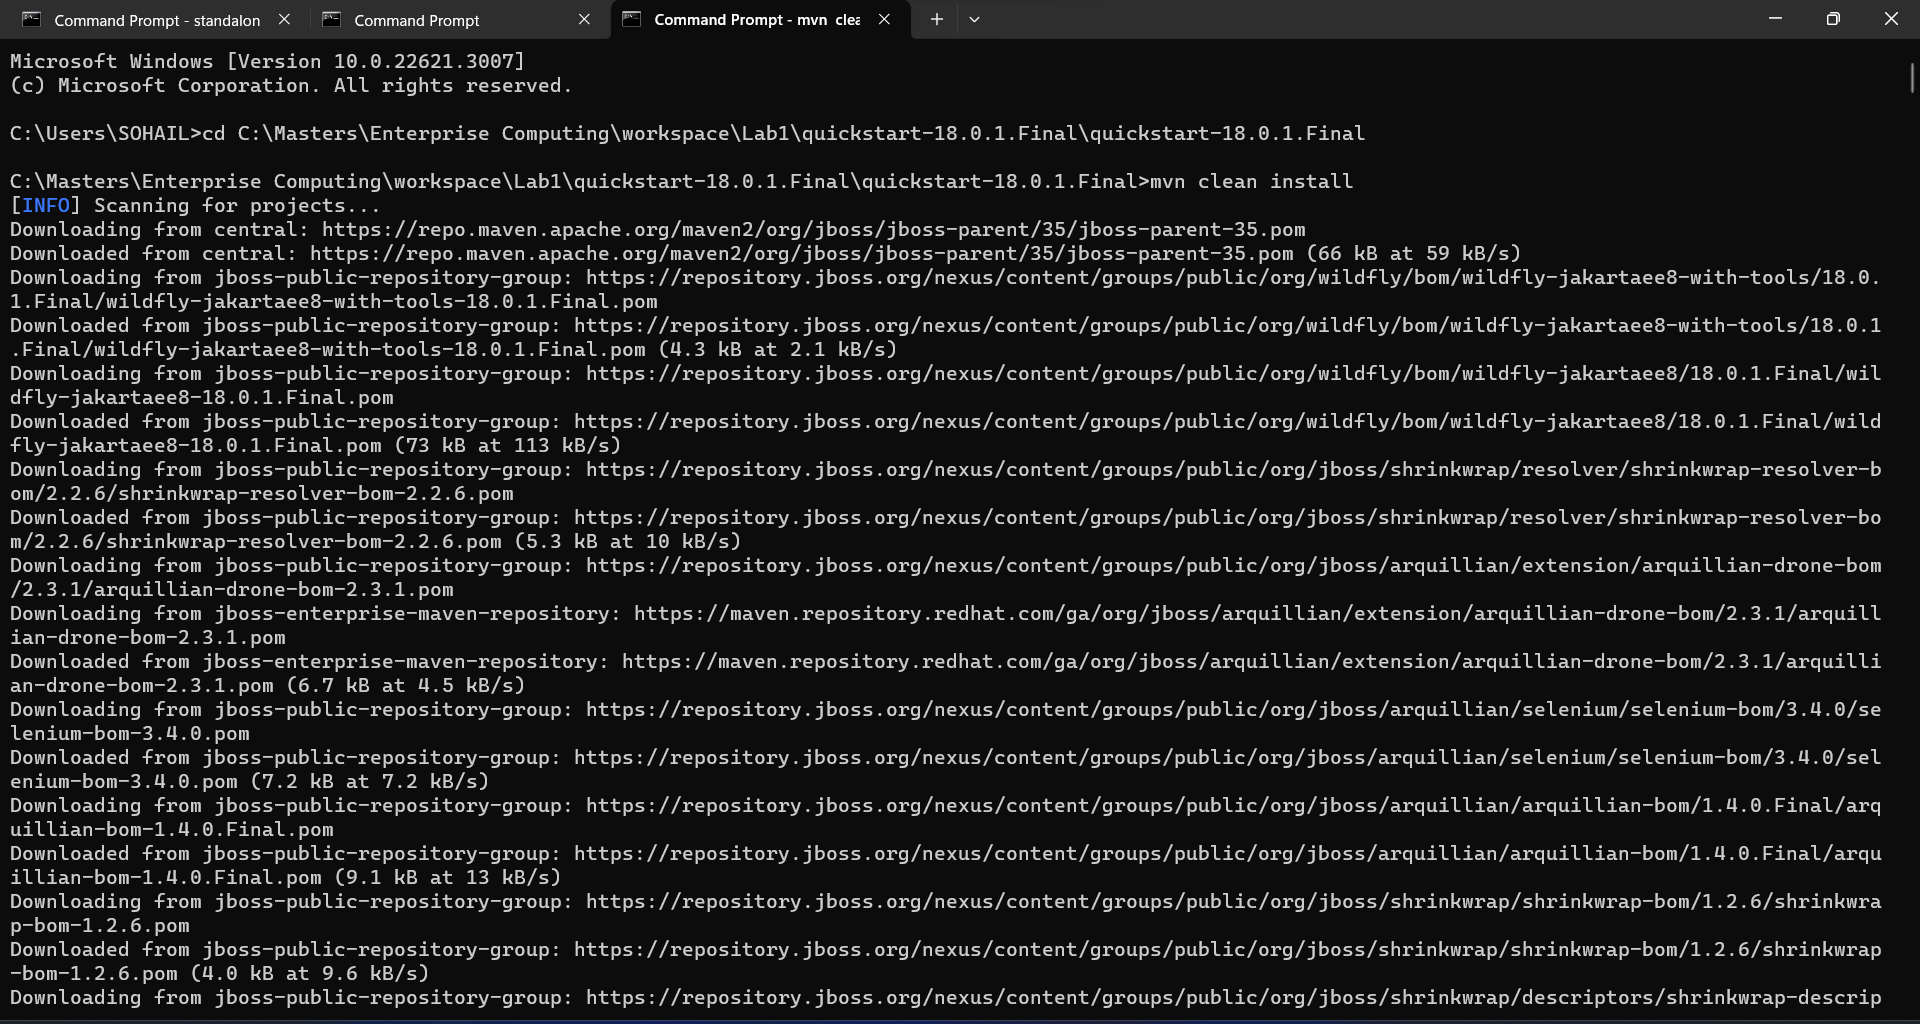 Command Prompt - standalon
Command Prompt
Command Prompt - mvn  clea
Microsoft Windows [Version 10.0.22621.3007]
(c) Microsoft Corporation. All rights reserved.
C:\Users\SOHAIL>cd C:\Masters\Enterprise Computing\workspace\Lab1\quickstart-18.0.1.Final\quickstart-18.0.1.Final
C:\Masters\Enterprise Computing\workspace\Lab1\quickstart-18.0.1.Final\quickstart-18.0.1.Final>mvn clean install
[INFO] Scanning for projects...
Downloading from central: https://repo.maven.apache.org/maven2/org/jboss/jboss-parent/35/jboss-parent-35.pom
Downloaded from central: https://repo.maven.apache.org/maven2/org/jboss/jboss-parent/35/jboss-parent-35.pom (66 kB at 59 kB/s)
Downloading from jboss-public-repository-group: https://repository.jboss.org/nexus/content/groups/public/org/wildfly/bom/wildfly-jakartaee8-with-tools/18.0.
1.Final/wildfly-jakartaee8-with-tools-18.0.1.Final.pom
Downloaded from jboss-public-repository-group: https://repository.jboss.org/nexus/content/groups/public/org/wildfly/bom/wildfly-jakartaee8-with-tools/18.0.1
.Final/wildfly-jakartaee8-with-tools-18.0.1.Final.pom (4.3 kB at 2.1 kB/s)
Downloading from jboss-public-repository-group: https://repository.jboss.org/nexus/content/groups/public/org/wildfly/bom/wildfly-jakartaee8/18.0.1.Final/wil
dfly-jakartaee8-18.0.1.Final.pom
Downloaded from jboss-public-repository-group: https://repository.jboss.org/nexus/content/groups/public/org/wildfly/bom/wildfly-jakartaee8/18.0.1.Final/wild
fly-jakartaee8-18.0.1.Final.pom (73 kB at 113 kB/s)
Downloading from jboss-public-repository-group: https://repository.jboss.org/nexus/content/groups/public/org/jboss/shrinkwrap/resolver/shrinkwrap-resolver-b
om/2.2.6/shrinkwrap-resolver-bom-2.2.6.pom
Downloaded from jboss-public-repository-group: https://repository.jboss.org/nexus/content/groups/public/org/jboss/shrinkwrap/resolver/shrinkwrap-resolver-bo
m/2.2.6/shrinkwrap-resolver-bom-2.2.6.pom (5.3 kB at 10 kB/s)
Downloading from jboss-public-repository-group: https://repository.jboss.org/nexus/content/groups/public/org/jboss/arquillian/extension/arquillian-drone-bom
/2.3.1/arquillian-drone-bom-2.3.1.pom
Downloading from jboss-enterprise-maven-repository: https://maven.repository.redhat.com/ga/org/jboss/arquillian/extension/arquillian-drone-bom/2.3.1/arquill
ian-drone-bom-2.3.1.pom
Downloaded from jboss-enterprise-maven-repository: https://maven.repository.redhat.com/ga/org/jboss/arquillian/extension/arquillian-drone-bom/2.3.1/arquilli
an-drone-bom-2.3.1.pom (6.7 kB at 4.5 kB/s)
Downloading from jboss-public-repository-group: https://repository.jboss.org/nexus/content/groups/public/org/jboss/arquillian/selenium/selenium-bom/3.4.0/se
lenium-bom-3.4.0.pom
Downloaded from jboss-public-repository-group: https://repository.jboss.org/nexus/content/groups/public/org/jboss/arquillian/selenium/selenium-bom/3.4.0/sel
enium-bom-3.4.0.pom (7.2 kB at 7.2 kB/s)
Downloading from jboss-public-repository-group: https://repository.jboss.org/nexus/content/groups/public/org/jboss/arquillian/arquillian-bom/1.4.0.Final/arq
uillian-bom-1.4.0.Final.pom
Downloaded from jboss-public-repository-group: https://repository.jboss.org/nexus/content/groups/public/org/jboss/arquillian/arquillian-bom/1.4.0.Final/arqu
illian-bom-1.4.0.Final.pom (9.1 kB at 13 kB/s)
Downloading from jboss-public-repository-group: https://repository.jboss.org/nexus/content/groups/public/org/jboss/shrinkwrap/shrinkwrap-bom/1.2.6/shrinkwra
p-bom-1.2.6.pom
Downloaded from jboss-public-repository-group: https://repository.jboss.org/nexus/content/groups/public/org/jboss/shrinkwrap/shrinkwrap-bom/1.2.6/shrinkwrap
-bom-1.2.6.pom (4.0 kB at 9.6 kB/s)
Downloading from jboss-public-repository-group: https://repository.jboss.org/nexus/content/groups/public/org/jboss/shrinkwrap/descriptors/shrinkwrap-descrip